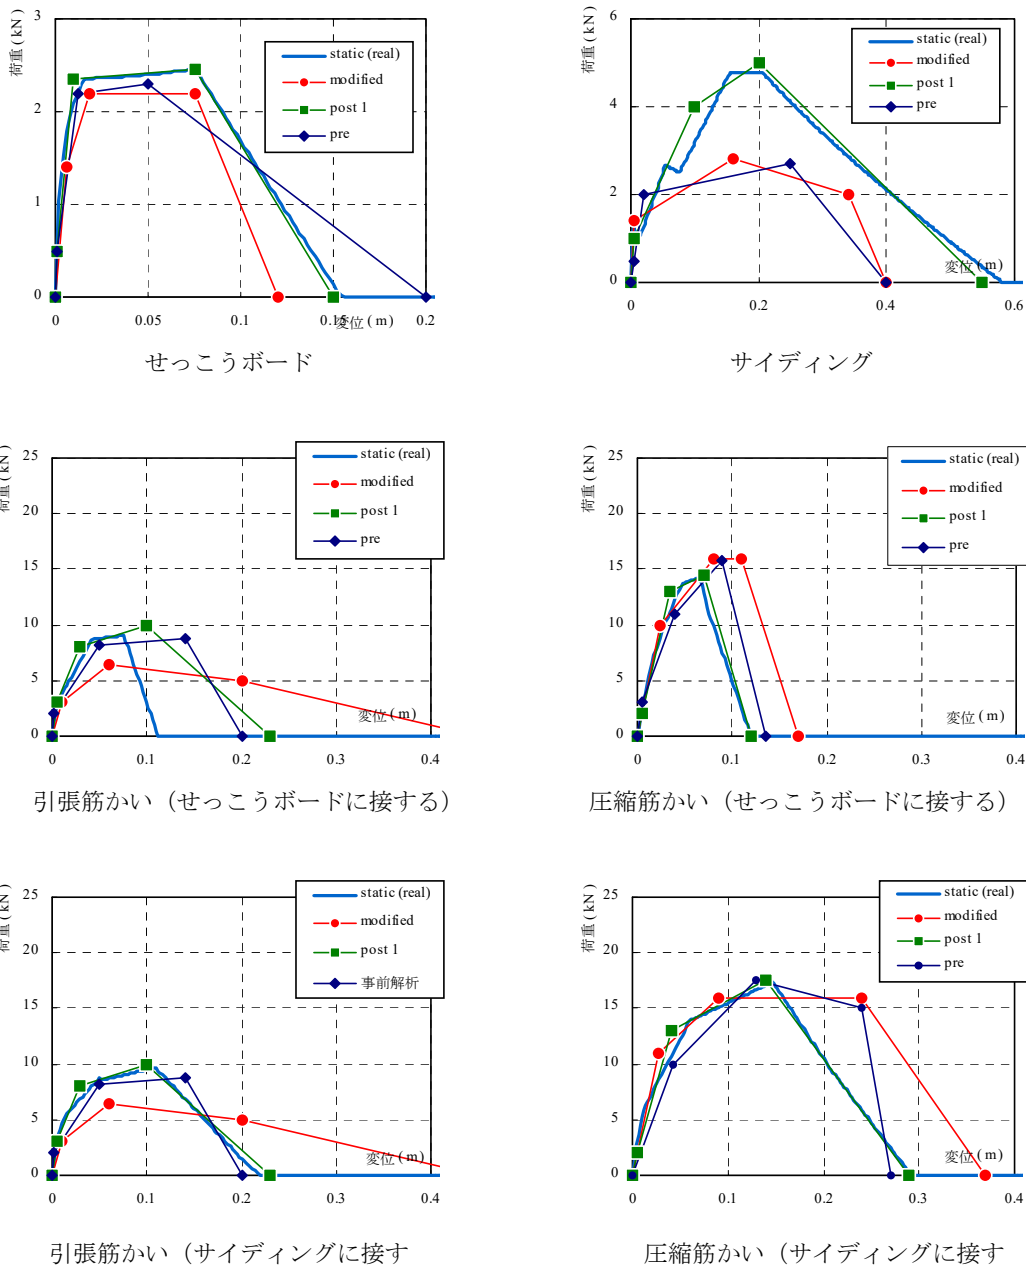 荷重 ( kN )
3
2
1
0
static (real)
modified
post 1
pre
0
0.05
0.1
0.15
0.2
変位 ( m )
せっこうボード
荷重 ( kN )
6
4
2
0
static (real)
modified
post 1
pre
変位 ( m )
0
0.2
0.4
0.6
サイディング
荷重 ( kN )
25
20
15
10
5
0
static (real)
modified
post 1
pre
変位 ( m )
0
0.1
0.2
0.3
0.4
引張筋かい（せっこうボードに接する）
荷重 ( kN )
25
20
15
10
5
0
static (real)
modified
post 1
pre
変位 ( m )
0
0.1
0.2
0.3
0.4
圧縮筋かい（せっこうボードに接する）
荷重 ( kN )
25
20
15
10
5
0
static (real)
modified
post 1
事前解析
変位 ( m )
0
0.1
0.2
0.3
0.4
引張筋かい（サイディングに接す
荷重 ( kN )
25
20
15
10
5
0
static (real)
modified
post 1
pre
変位 ( m )
0
0.1
0.2
0.3
0.4
圧縮筋かい（サイディングに接す